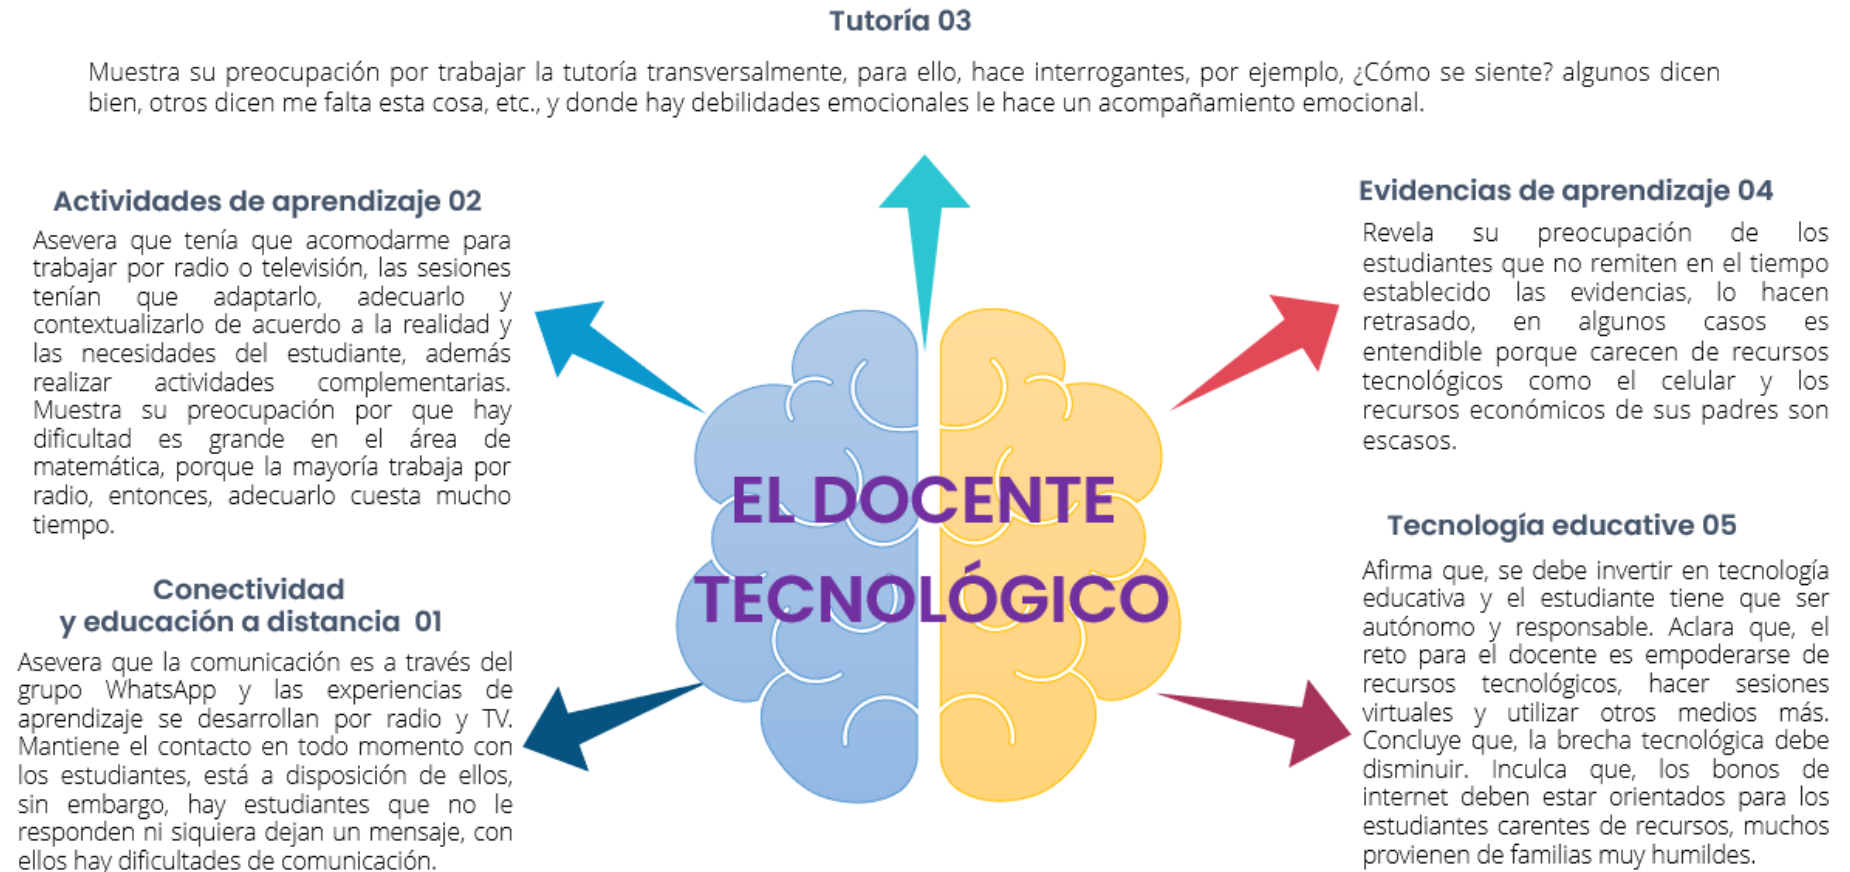 Tutoría 03
Muestra su preocupación por trabajar la tutoría transversalmente, para ello, hace interrogantes, por ejemplo, ¿Cómo se siente? algunos dicen
bien, otros dicen me falta esta cosa, etc., y donde hay debilidades emocionales le hace un acompañamiento emocional.
Actividades de aprendizaje 02
Asevera que tenía que acomodarme para
trabajar por radio o televisión, las sesiones
tenían que adaptarlo, adecuarlo y
contextualizarlo de acuerdo a la realidad y
las necesidades del estudiante, además
realizar actividades complementarias.
Muestra su preocupación por que hay
dificultad es grande en el área de
matemática, porque la mayoría trabaja por
radio, entonces, adecuarlo cuesta mucho
tiempo.
Conectividad
y educación a distancia 01
Asevera que la comunicación es a través del
grupo WhatsApp y las experiencias de
aprendizaje se desarrollan por radio y TV.
Mantiene el contacto en todo momento con
los estudiantes, está a disposición de ellos,
sin embargo, hay estudiantes que no le
responden ni siquiera dejan un mensaje, con
ellos hay dificultades de comunicación.
EL DOCENTE
TECNOLÓGICO
Evidencias de aprendizaje 04
Revela su preocupación de los
estudiantes que no remiten en el tiempo
establecido las evidencias, lo hacen
retrasado, en algunos casos es
entendible porque carecen de recursos
tecnológicos como el celular y los
recursos económicos de sus padres son
escasos.
Tecnología educative 05
Afirma que, se debe invertir en tecnología
educativa y el estudiante tiene que ser
autónomo y responsable. Aclara que, el
reto para el docente es empoderarse de
recursos tecnológicos, hacer sesiones
virtuales y utilizar otros medios más.
Concluye que, la brecha tecnológica debe
disminuir. Inculca que, los bonos de
internet deben estar orientados para los
estudiantes carentes de recursos, muchos
provienen de familias muy humildes.